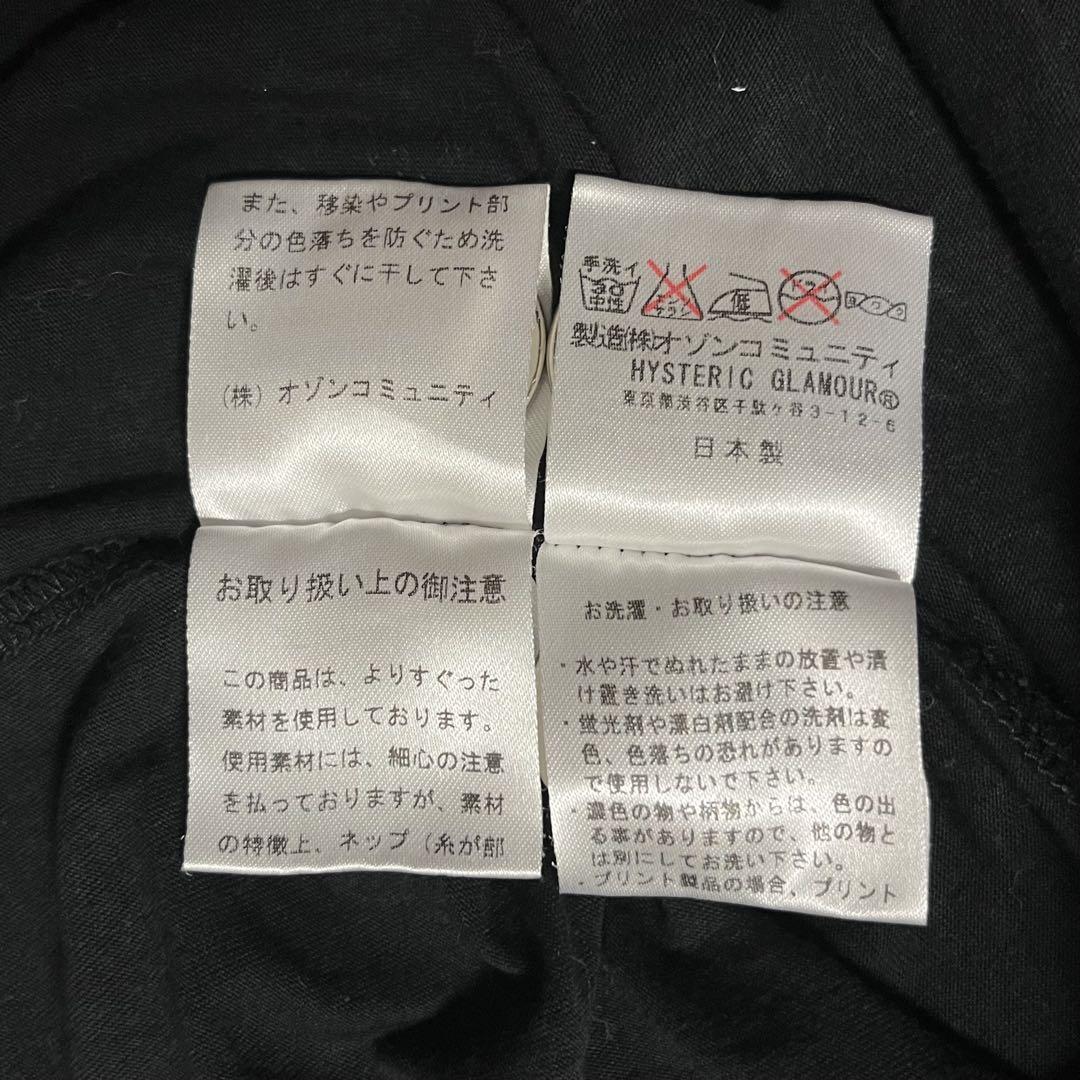 また、移染やプリント部
分の色落ちを防ぐため洗
濯後はすぐに干して下さ
い。
(株) オゾンコミュニティ
手洗イ
30
中性
エンソ
サラシ
低
ドライ
ヨワク
製造(株)オゾンコミュニティ
HYSTERIC GLAMOUR®
東京都渋谷区千駄ヶ谷3-12-6
日本製
お取り扱い上の御注意
この商品は、よりすぐった
素材を使用しております。
使用素材には、細心の注意
を払っておりますが、素材
の特徴上、ネップ (糸が部
お洗濯・お取り扱いの注意
・水や汗でぬれたままの放置や漬
け置き洗いはお避け下さい。
・蛍光剤や漂白剤配合の洗剤は変
色、色落ちの恐れがありますの
で使用しないで下さい。
・濃色の物や柄物からは、色の出
る事がありますので、他の物と
は別にしてお洗い下さい。
・プリント製品の場合、プリント